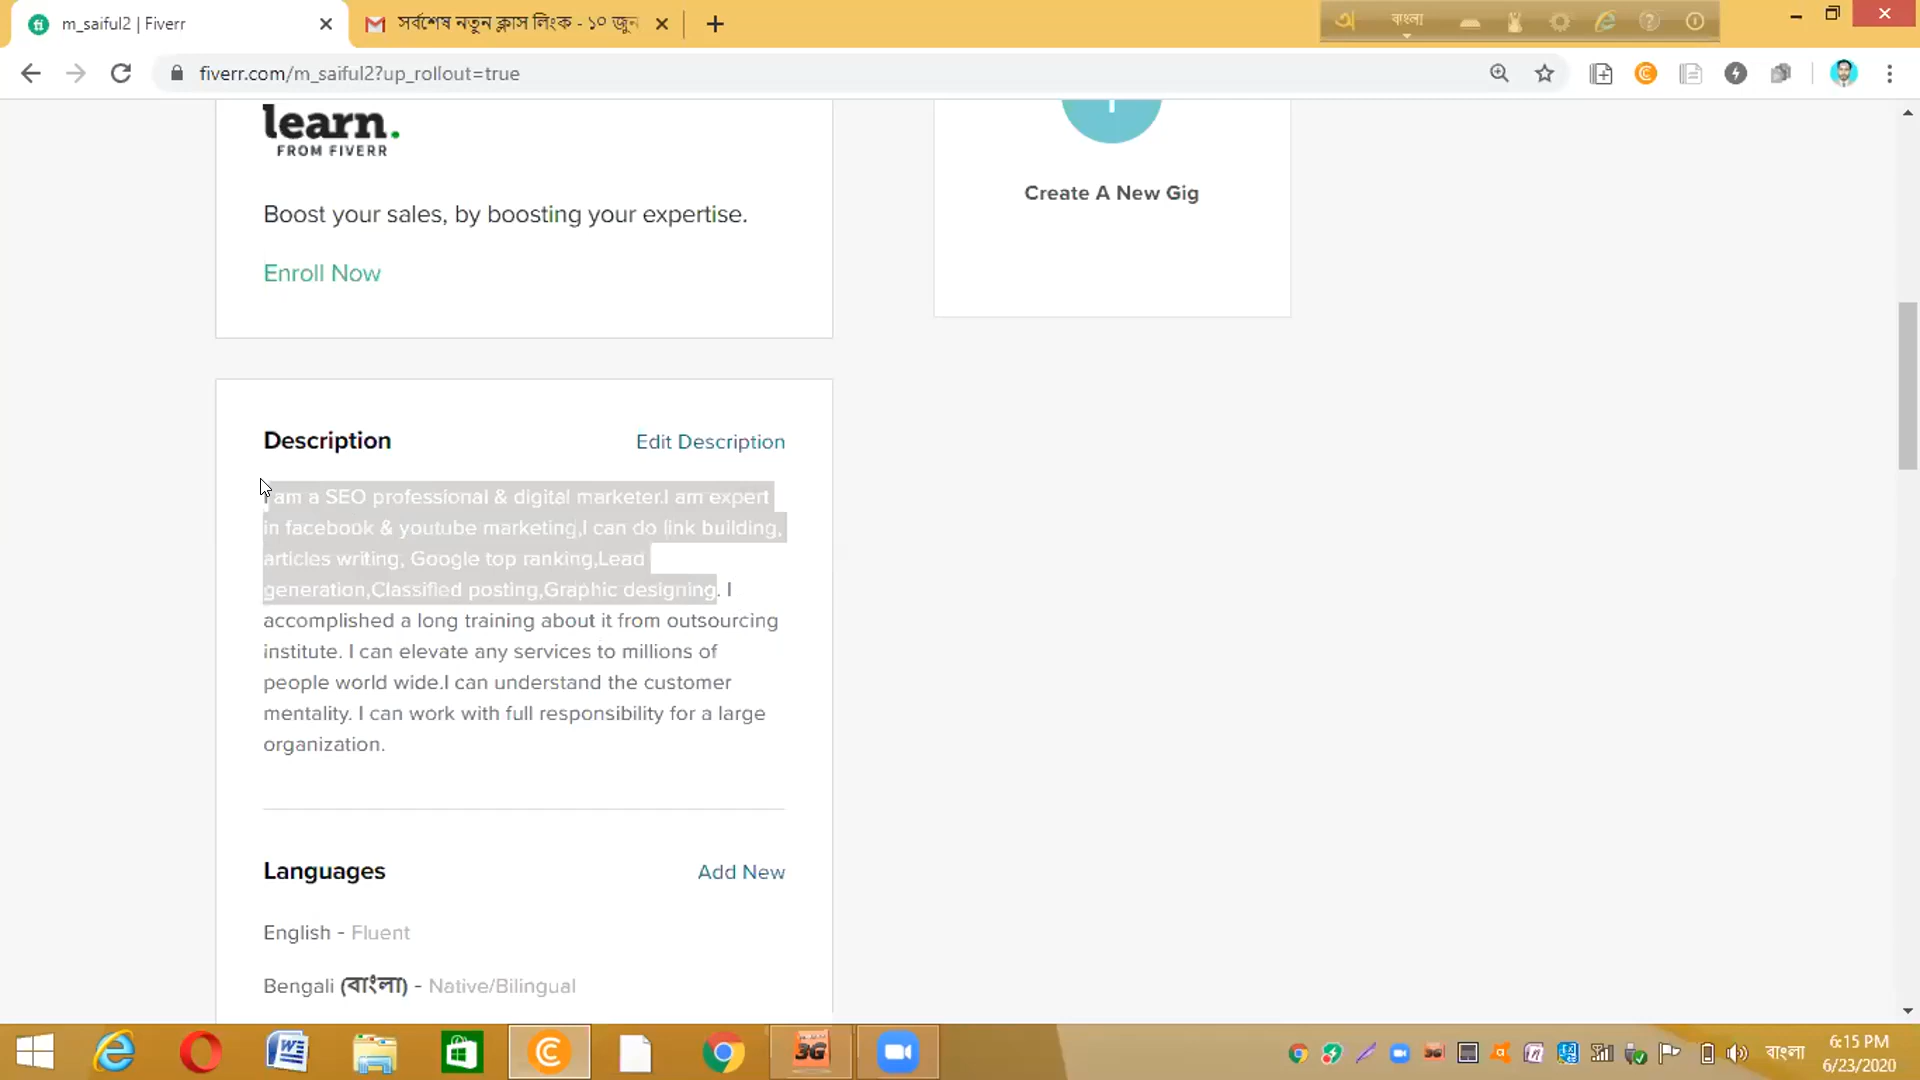 m_saiful2 | Fiverr
সর্বশেষ নতুন ক্লাস লিংক - ১০ জুন
বাংলা
fiverr.com/m_saiful2?up_rollout=true
learn.
FROM FIVERR
Boost your sales, by boosting your expertise.
Enroll Now
Create A New Gig
Description
Edit Description
I am a SEO professional & digital marketer.I am expert
in facebook & youtube marketing,I can do link building,
articles writing, Google top ranking,Lead
generation,Classified posting,Graphic designing. I
accomplished a long training about it from outsourcing
institute. I can elevate any services to millions of
people world wide.I can understand the customer
mentality. I can work with full responsibility for a large
organization.
Languages
Add New
English - Fluent
Bengali (বাংলা) - Native/Bilingual
3G
বাংলা
6:15 PM
6/23/2020